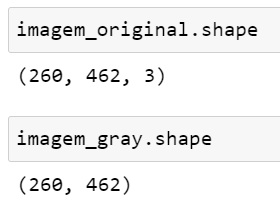 imagem_original.shape
(260, 462, 3)
imagem_gray.shape
(260, 462)